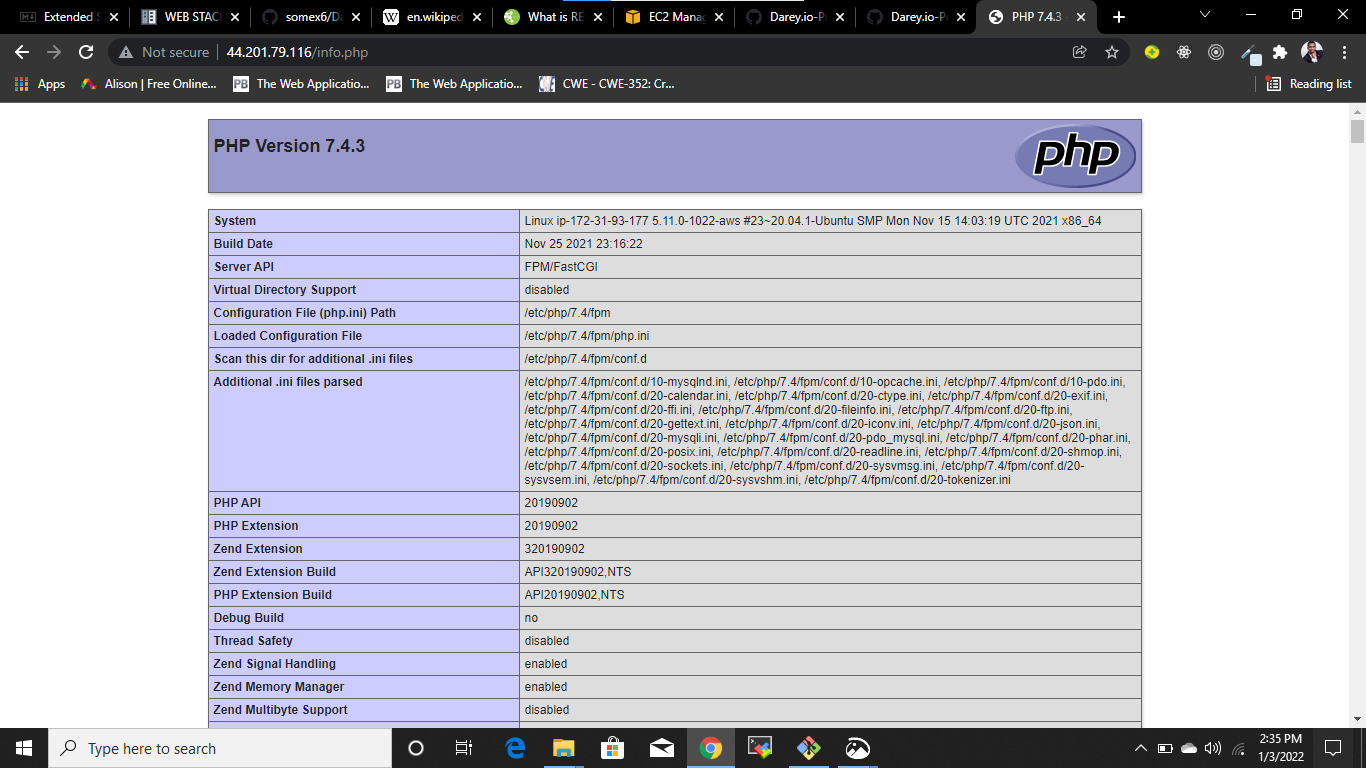 Extended S
WEB STAC
somex6/Da
en.wikiped
What is RE
EC2 Manag
Darey.io-P
Darey.io-P
PHP 7.4.3
Not secure
44.201.79.116/info.php
Apps
Alison | Free Online...
PB The Web Applicatio...
PB The Web Applicatio...
CWE - CWE-352: Cr...
Reading list
PHP Version 7.4.3
php
System Linux ip-172-31-93-177 5.11.0-1022-aws #23~20.04.1-Ubuntu SMP Mon Nov 15 14:03:19 UTC 2021 x86_64
Build Date Nov 25 2021 23:16:22
Server API FPM/FastCGI
Virtual Directory Support disabled
Configuration File (php.ini) Path /etc/php/7.4/fpm
Loaded Configuration File /etc/php/7.4/fpm/php.ini
Scan this dir for additional .ini files /etc/php/7.4/fpm/conf.d
Additional .ini files parsed /etc/php/7.4/fpm/conf.d/10-mysqlnd.ini, /etc/php/7.4/fpm/conf.d/10-opcache.ini, /etc/php/7.4/fpm/conf.d/10-pdo.ini,
/etc/php/7.4/fpm/conf.d/20-calendar.ini, /etc/php/7.4/fpm/conf.d/20-ctype.ini, /etc/php/7.4/fpm/conf.d/20-exif.ini,
/etc/php/7.4/fpm/conf.d/20-ffi.ini, /etc/php/7.4/fpm/conf.d/20-fileinfo.ini, /etc/php/7.4/fpm/conf.d/20-ftp.ini,
/etc/php/7.4/fpm/conf.d/20-gettext.ini, /etc/php/7.4/fpm/conf.d/20-iconv.ini, /etc/php/7.4/fpm/conf.d/20-json.ini,
/etc/php/7.4/fpm/conf.d/20-mysqli.ini, /etc/php/7.4/fpm/conf.d/20-pdo_mysql.ini, /etc/php/7.4/fpm/conf.d/20-phar.ini,
/etc/php/7.4/fpm/conf.d/20-posix.ini, /etc/php/7.4/fpm/conf.d/20-readline.ini, /etc/php/7.4/fpm/conf.d/20-shmop.ini,
/etc/php/7.4/fpm/conf.d/20-sockets.ini, /etc/php/7.4/fpm/conf.d/20-sysvmsg.ini, /etc/php/7.4/fpm/conf.d/20-
sysvsem.ini, /etc/php/7.4/fpm/conf.d/20-sysvshm.ini, /etc/php/7.4/fpm/conf.d/20-tokenizer.ini
PHP API 20190902
PHP Extension 20190902
Zend Extension 320190902
Zend Extension Build API320190902,NTS
PHP Extension Build API20190902,NTS
Debug Build no
Thread Safety disabled
Zend Signal Handling enabled
Zend Memory Manager enabled
Zend Multibyte Support disabled
Type here to search
2:35 PM
1/3/2022